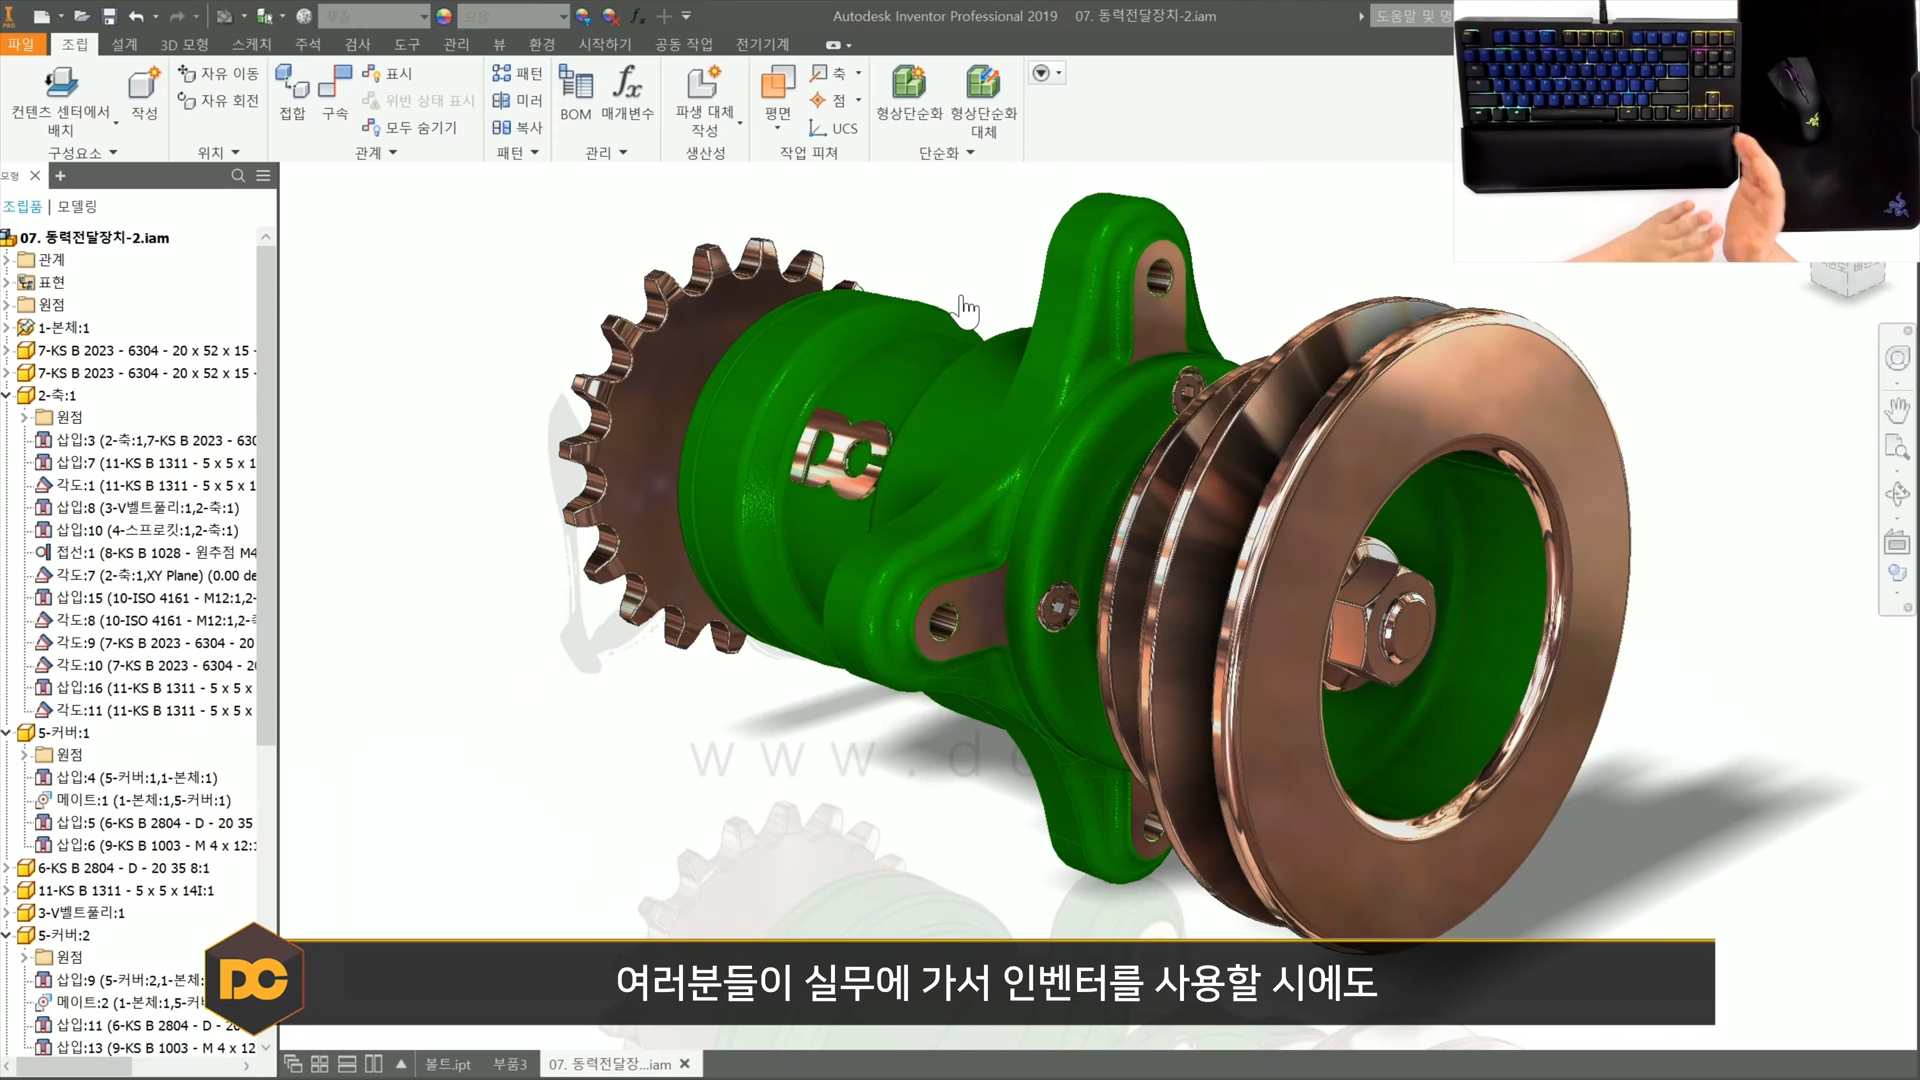 Autodesk Inventor Professional 2019 07. 동력전달장치-2.iam
도움말 및 명
파일 조립 설계 3D 모형 스케치 주석 검사 도구 관리 뷰 환경 시작하기 공동 작업 전기기계
컨텐츠 센터에서 배치
작성
자유 이동
자유 회전
접합
구속
표시
위반 상태 표시
모두 숨기기
패턴
미러
복사
BOM
매개변수
파생 대체 작성
평면
축
점
UCS
형상단순화
형상단순화 대체
구성요소 위치 관계 패턴 관리 생산성 작업 피쳐 단순화
모형
조립품 | 모델링
07. 동력전달장치-2.iam
관계
표현
원점
1-본체:1
7-KS B 2023 - 6304 - 20 x 52 x 15 -
7-KS B 2023 - 6304 - 20 x 52 x 15 -
2-축:1
원점
삽입:3 (2-축:1,7-KS B 2023 - 630
삽입:7 (11-KS B 1311 - 5 x 5 x 1
각도:1 (11-KS B 1311 - 5 x 5 x 1
삽입:8 (3-V벨트풀리:1,2-축:1)
삽입:10 (4-스프로킷:1,2-축:1)
접선:1 (8-KS B 1028 - 원추점 M4
각도:7 (2-축:1,XY Plane) (0.00 de
삽입:15 (10-ISO 4161 - M12:1,2-
각도:8 (10-ISO 4161 - M12:1,2-축
각도:9 (7-KS B 2023 - 6304 - 20
각도:10 (7-KS B 2023 - 6304 - 20
삽입:16 (11-KS B 1311 - 5 x 5 x
각도:11 (11-KS B 1311 - 5 x 5 x
5-커버:1
원점
삽입:4 (5-커버:1,1-본체:1)
메이트:1 (1-본체:1,5-커버:1)
삽입:5 (6-KS B 2804 - D - 20 35
삽입:6 (9-KS B 1003 - M 4 x 12:
6-KS B 2804 - D - 20 35 8:1
11-KS B 1311 - 5 x 5 x 14I:1
3-V벨트풀리:1
5-커버:2
원점
삽입:9 (5-커버:2,1-본체:
메이트:2 (1-본체:1,5-커버
삽입:11 (6-KS B 2804 - D - 20
삽입:13 (9-KS B 1003 - M 4 x 12
DC
www.dc
DC
여러분들이 실무에 가서 인벤터를 사용할 시에도
볼트.ipt 부품3 07. 동력전달장...iam